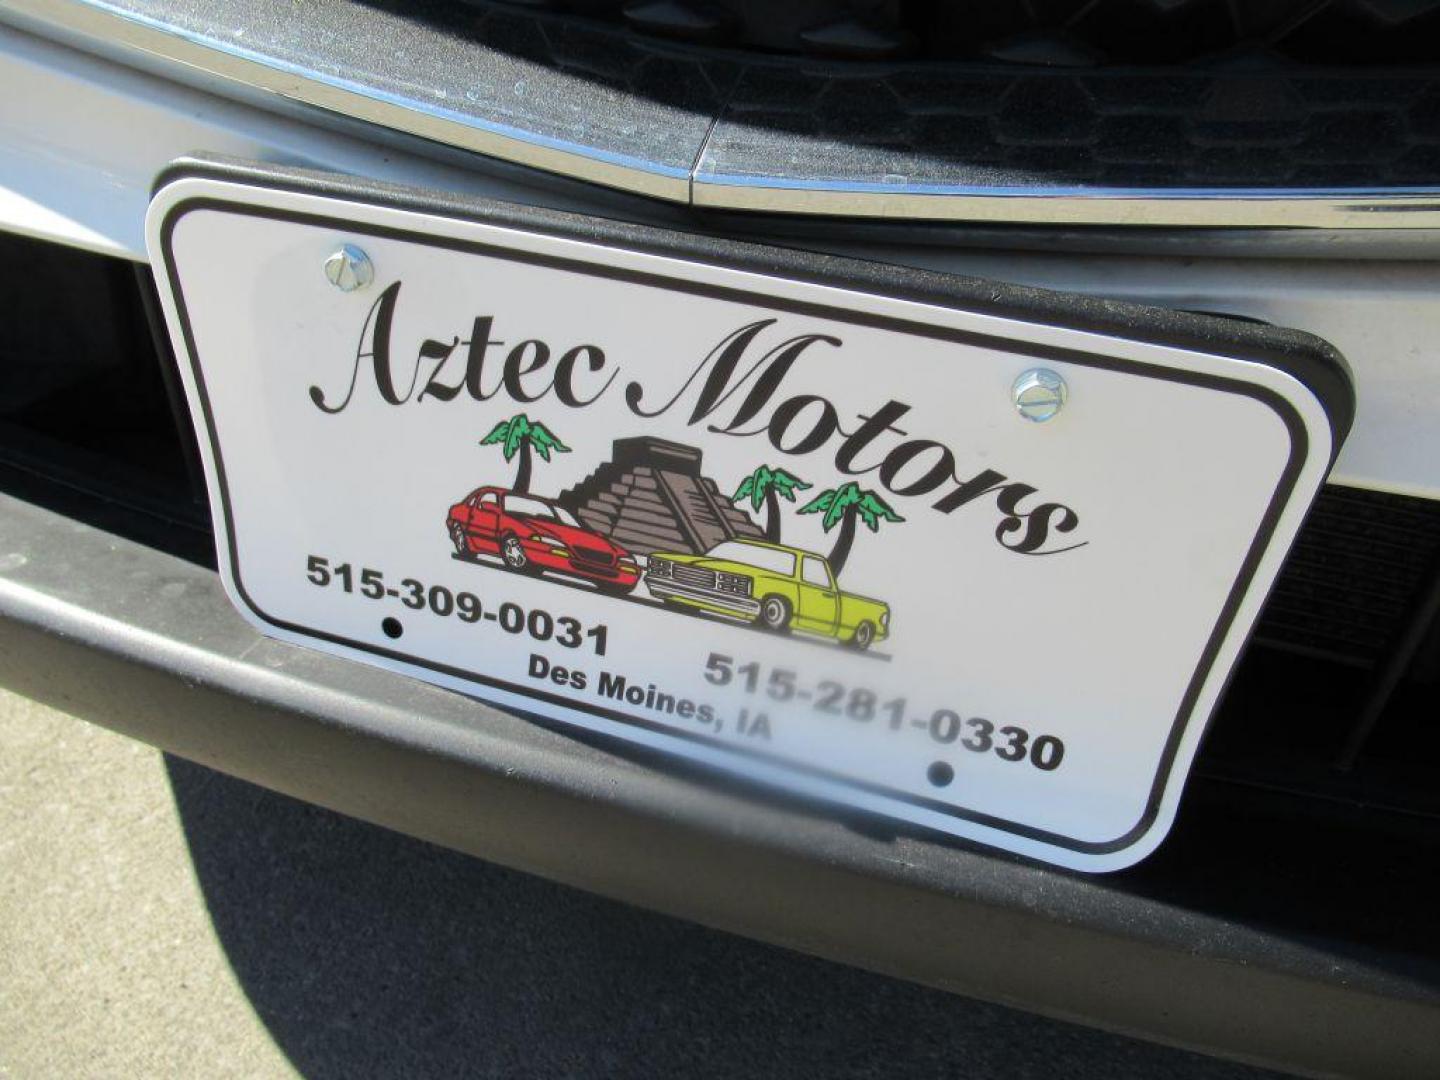 Aztec Motors
515-309-0031
515-281-0330
Des Moines, IA